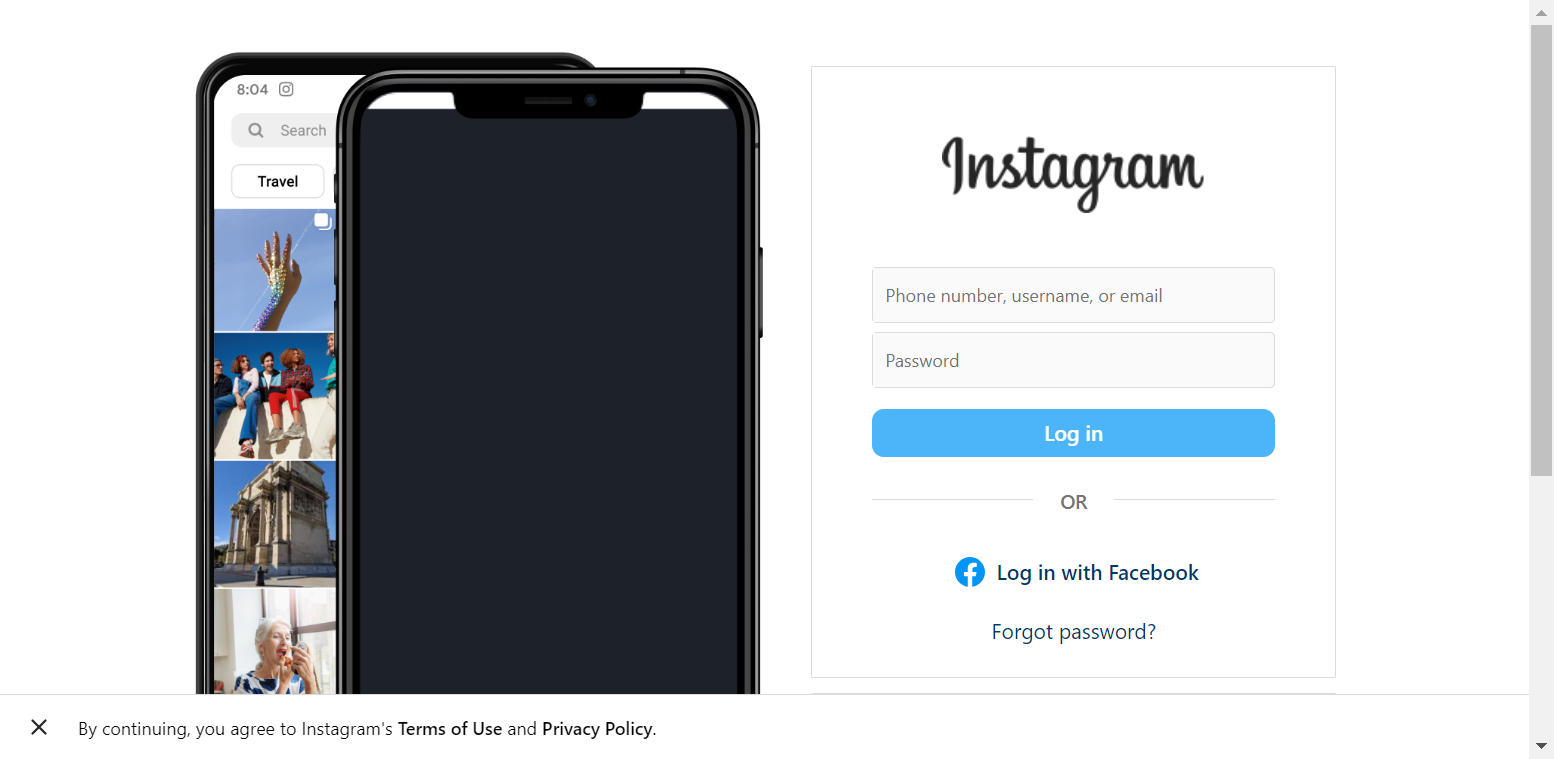 8:04
Search
Travel
Instagram
Phone number, username, or email
Password
Log in
OR
Log in with Facebook
Forgot password?
By continuing, you agree to Instagram's Terms of Use and Privacy Policy.